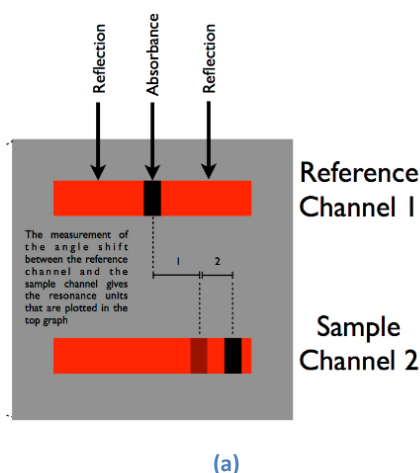 Reflection
Absorbance
Reflection
Reference
Channel 1
The measurement of
the angle shift
between the reference
channel and the
sample channel gives
the resonance units
that are plotted in the
top graph
1
2
Sample
Channel 2
(a)